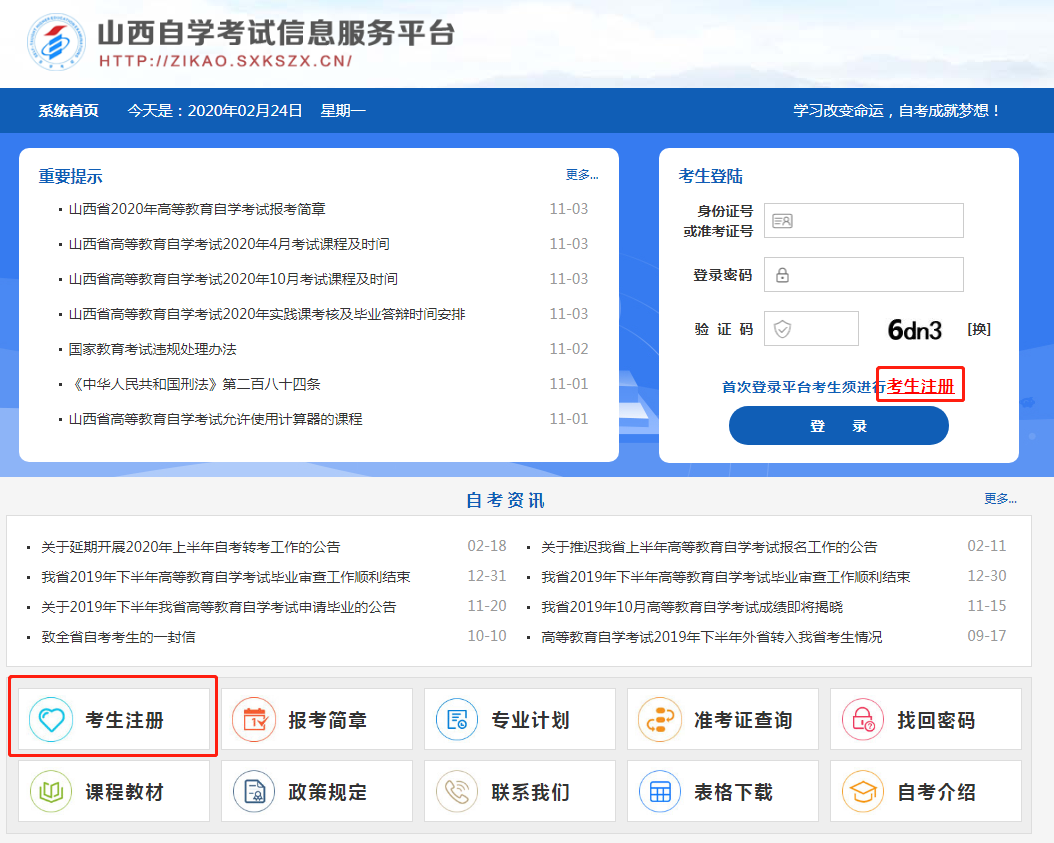 山西自学考试信息服务平台
HTTP://ZIKAO.SXKSZX.CN/
系统首页 今天是：2020年02月24日 星期一 学习改变命运，自考成就梦想！
重要提示 更多...
· 山西省2020年高等教育自学考试报考简章 11-03
· 山西省高等教育自学考试2020年4月考试课程及时间 11-03
· 山西省高等教育自学考试2020年10月考试课程及时间 11-03
· 山西省高等教育自学考试2020年实践课考核及毕业答辩时间安排 11-03
· 国家教育考试违规处理办法 11-02
· 《中华人民共和国刑法》第二百八十四条 11-01
· 山西省高等教育自学考试允许使用计算器的课程 11-01
考生登陆
身份证号
或准考证号
登录密码
验 证 码 6dn3 [换]
首次登录平台考生须进行考生注册
登 录
自考资讯 更多...
· 关于延期开展2020年上半年自考转考工作的公告 02-18 · 关于推迟我省上半年高等教育自学考试报名工作的公告 02-11
· 我省2019年下半年高等教育自学考试毕业审查工作顺利结束 12-31 · 我省2019年下半年高等教育自学考试毕业审查工作顺利结束 12-30
· 关于2019年下半年我省高等教育自学考试申请毕业的公告 11-20 · 我省2019年10月高等教育自学考试成绩即将揭晓 11-15
· 致全省自考考生的一封信 10-10 · 高等教育自学考试2019年下半年外省转入我省考生情况 09-17
考生注册 报考简章 专业计划 准考证查询 找回密码
课程教材 政策规定 联系我们 表格下载 自考介绍